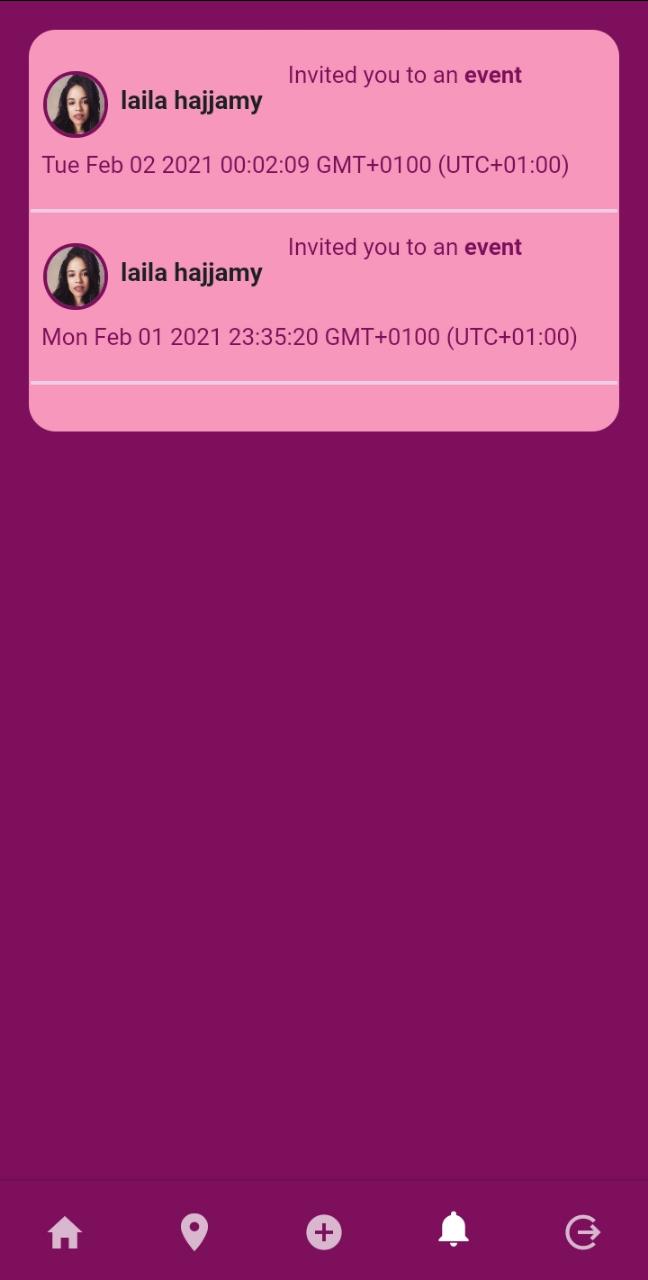 Invited you to an event
laila hajjamy
Tue Feb 02 2021 00:02:09 GMT+0100 (UTC+01:00)
Invited you to an event
laila hajjamy
Mon Feb 01 2021 23:35:20 GMT+0100 (UTC+01:00)